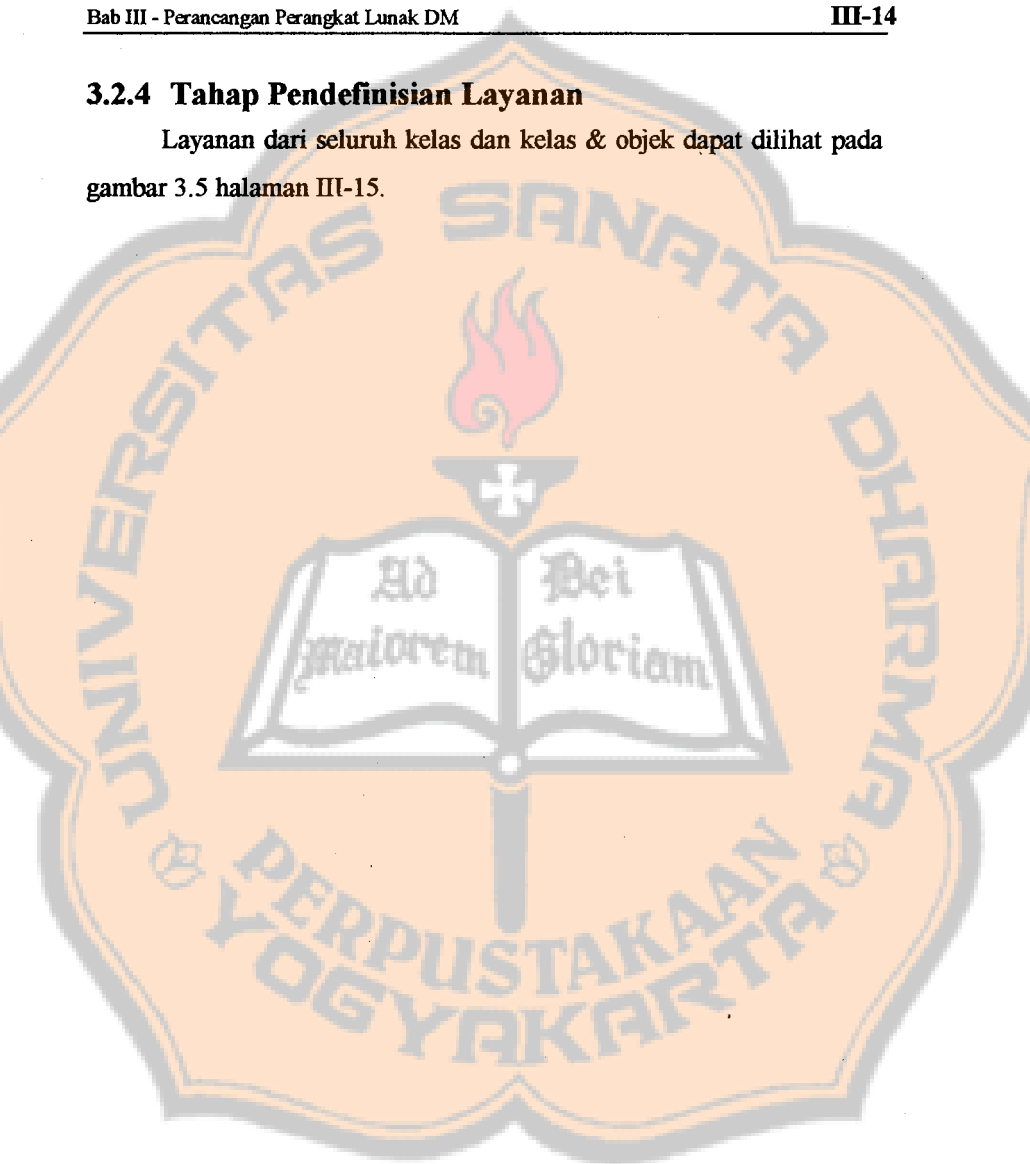 Bab III - Perancangan Perangkat Lunak DM III-14
3.2.4 Tahap Pendefinisian Layanan
Layanan dari seluruh kelas dan kelas & objek dapat dilihat pada
gambar 3.5 halaman III-15.
UNIVERSITAS SANATA DHARMA
Ad Dei
maiorem Gloriam
PERPUSTAKAAN
YOGYAKARTA